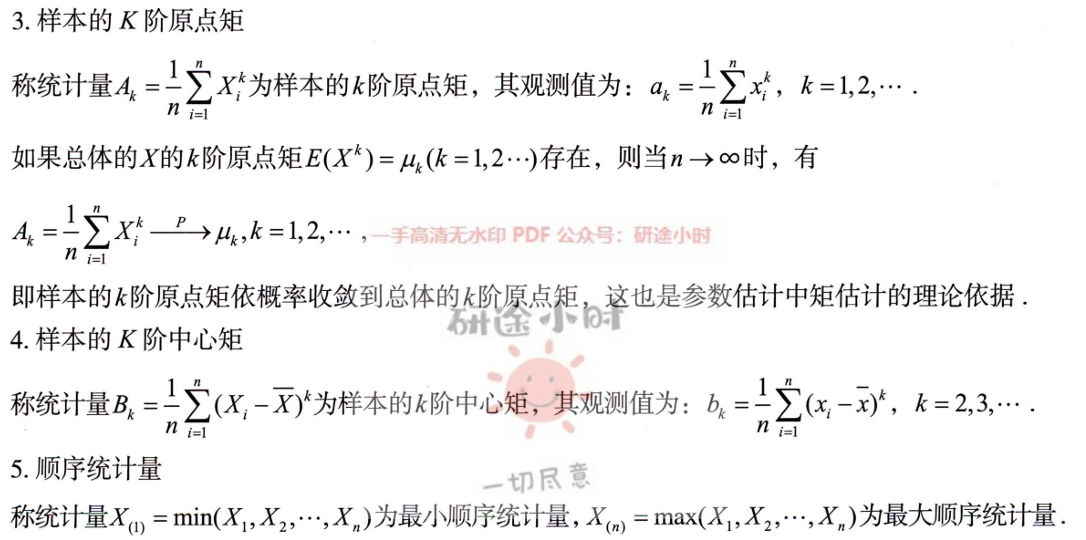 3. 样本的 K 阶原点矩
称统计量 $A_k = \frac{1}{n}\sum_{i=1}^{n} X_i^k$ 为样本的k阶原点矩，其观测值为：$a_k = \frac{1}{n}\sum_{i=1}^{n} x_i^k$，$k = 1,2,\cdots$ .
如果总体的X的k阶原点矩 $E(X^k) = \mu_k (k = 1,2\cdots)$ 存在，则当 $n \to \infty$ 时，有
$A_k = \frac{1}{n}\sum_{i=1}^{n} X_i^k \xrightarrow{P} \mu_k, k = 1,2,\cdots$ , 一手高清无水印 PDF 公众号：研途小时
即样本的k阶原点矩依概率收敛到总体的k阶原点矩，这也是参数估计中矩估计的理论依据 .
研途小时
4. 样本的 K 阶中心矩
称统计量 $B_k = \frac{1}{n}\sum_{i=1}^{n} (X_i - \overline{X})^k$ 为样本的k阶中心矩，其观测值为：$b_k = \frac{1}{n}\sum_{i=1}^{n} (x_i - \overline{x})^k$，$k = 2,3,\cdots$ .
5. 顺序统计量
一切尽意
称统计量 $X_{(1)} = \min(X_1, X_2, \cdots, X_n)$ 为最小顺序统计量，$X_{(n)} = \max(X_1, X_2, \cdots, X_n)$ 为最大顺序统计量 .